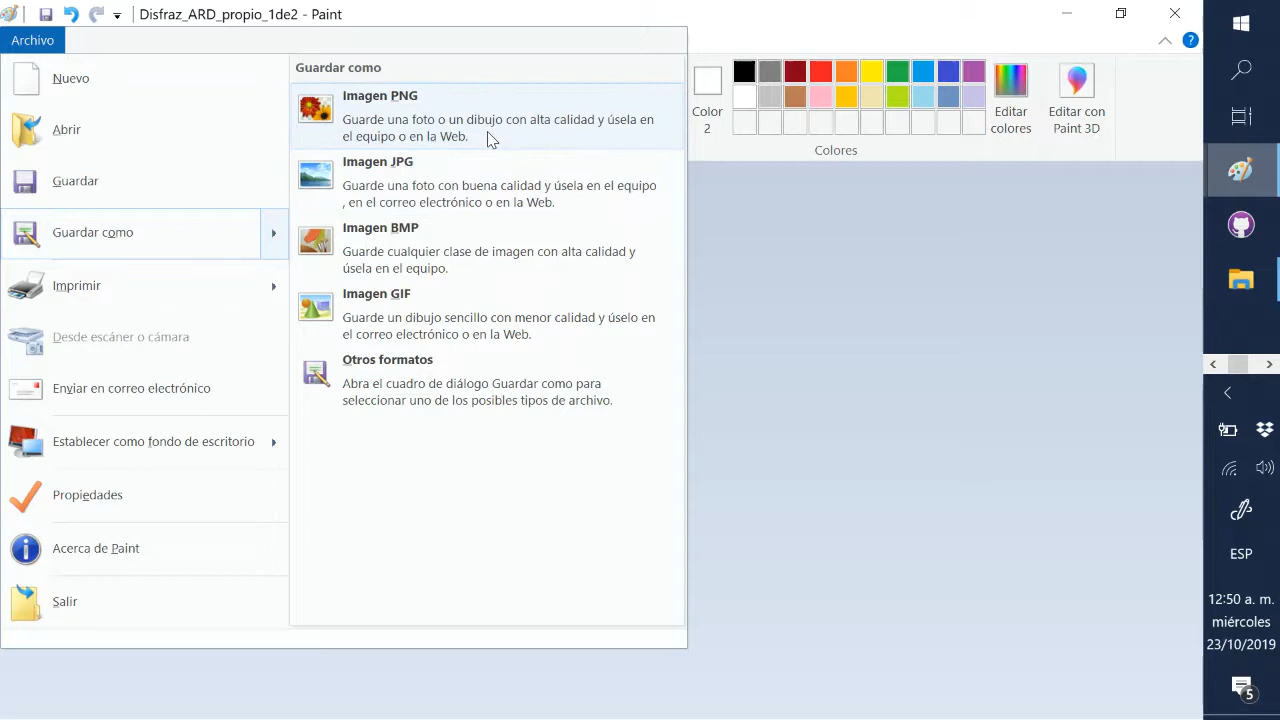 Disfraz_ARD_propio_1de2 - Paint
Archivo
Nuevo
Abrir
Guardar
Guardar como
Imprimir
Desde escáner o cámara
Enviar en correo electrónico
Establecer como fondo de escritorio
Propiedades
Acerca de Paint
Salir
Guardar como
Imagen PNG
Guarde una foto o un dibujo con alta calidad y úsela en
el equipo o en la Web.
Imagen JPG
Guarde una foto con buena calidad y úsela en el equipo
, en el correo electrónico o en la Web.
Imagen BMP
Guarde cualquier clase de imagen con alta calidad y
úsela en el equipo.
Imagen GIF
Guarde un dibujo sencillo con menor calidad y úselo en
el correo electrónico o en la Web.
Otros formatos
Abra el cuadro de diálogo Guardar como para
seleccionar uno de los posibles tipos de archivo.
Color
2
Editar
colores
Editar con
Paint 3D
Colores
ESP
12:50 a. m.
miércoles
23/10/2019
5